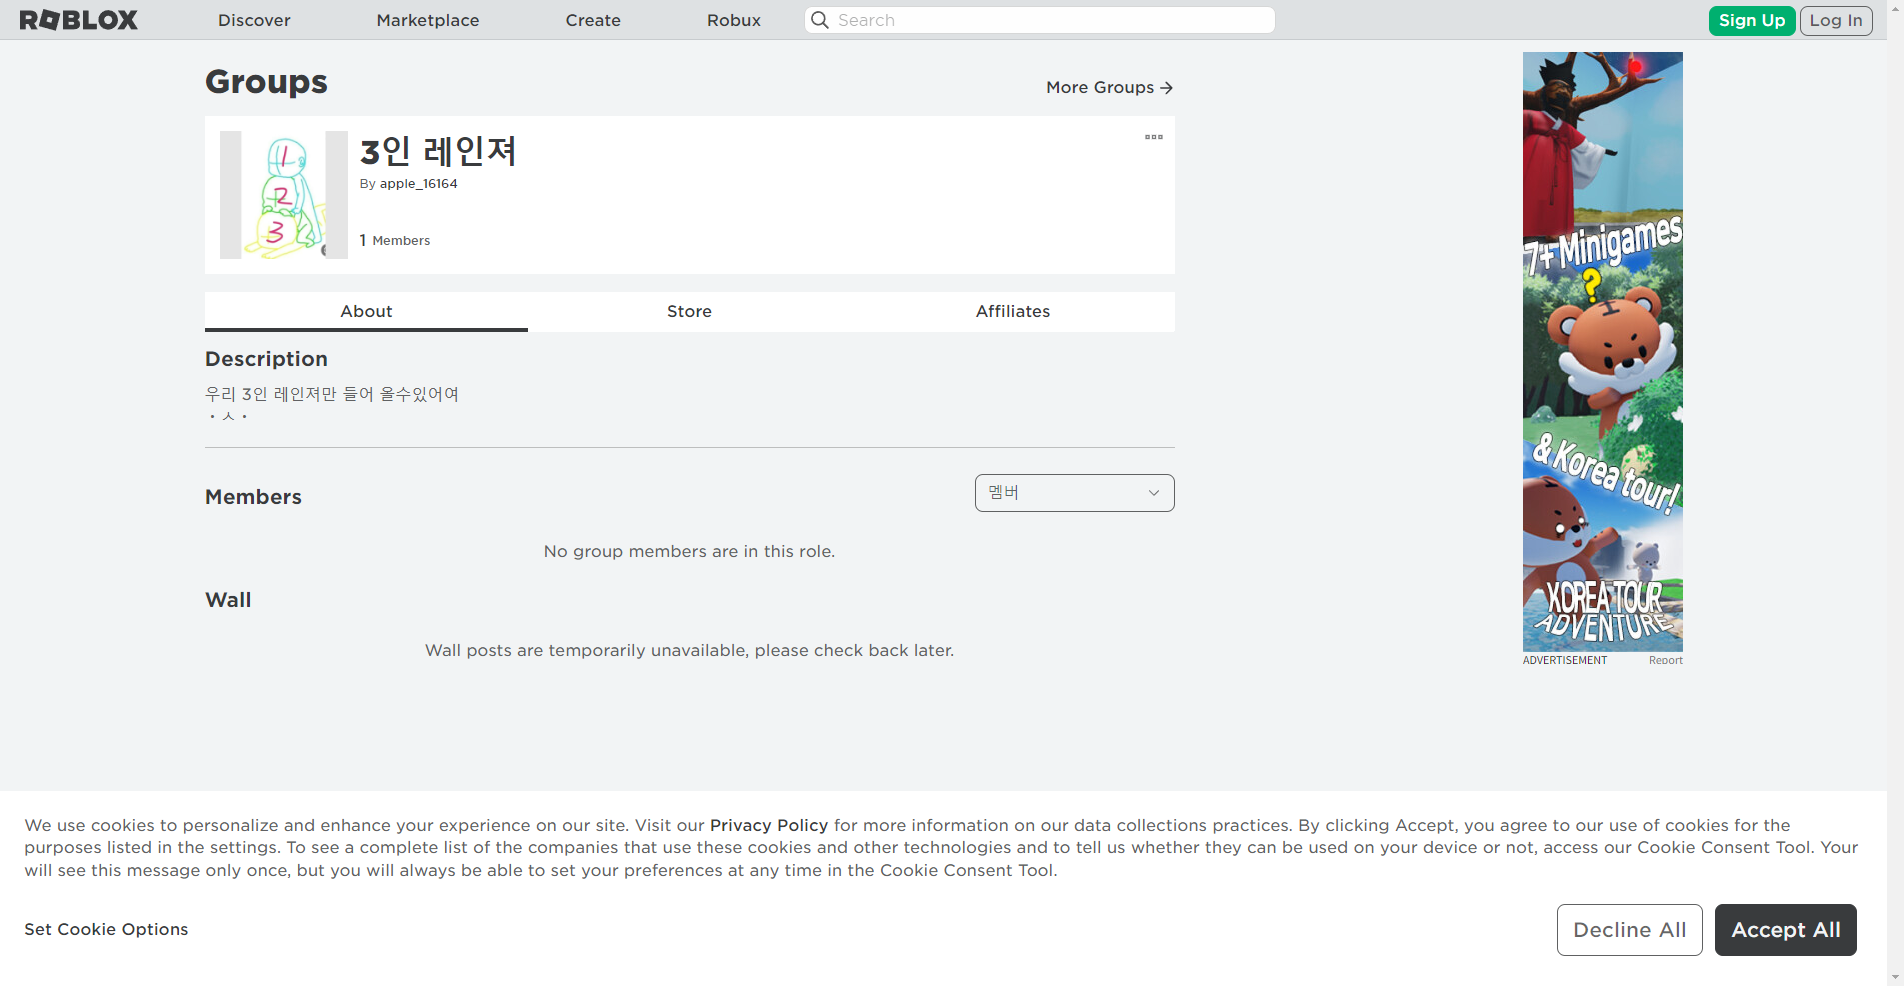 ROBLOX
Discover
Marketplace
Create
Robux
Search
Sign Up
Log In
Groups
More Groups
1
2
3
3인 레인져
By apple_16164
1 Members
About
Store
Affiliates
Description
우리 3인 레인져만 들어 올수있어여
・ㅅ・
Members
멤버
No group members are in this role.
Wall
Wall posts are temporarily unavailable, please check back later.
7+ Minigames
?
& Korea tour!
KOREA TOUR
ADVENTURE
ADVERTISEMENT
Report
We use cookies to personalize and enhance your experience on our site. Visit our Privacy Policy for more information on our data collections practices. By clicking Accept, you agree to our use of cookies for the
purposes listed in the settings. To see a complete list of the companies that use these cookies and other technologies and to tell us whether they can be used on your device or not, access our Cookie Consent Tool. Your
will see this message only once, but you will always be able to set your preferences at any time in the Cookie Consent Tool.
Set Cookie Options
Decline All
Accept All